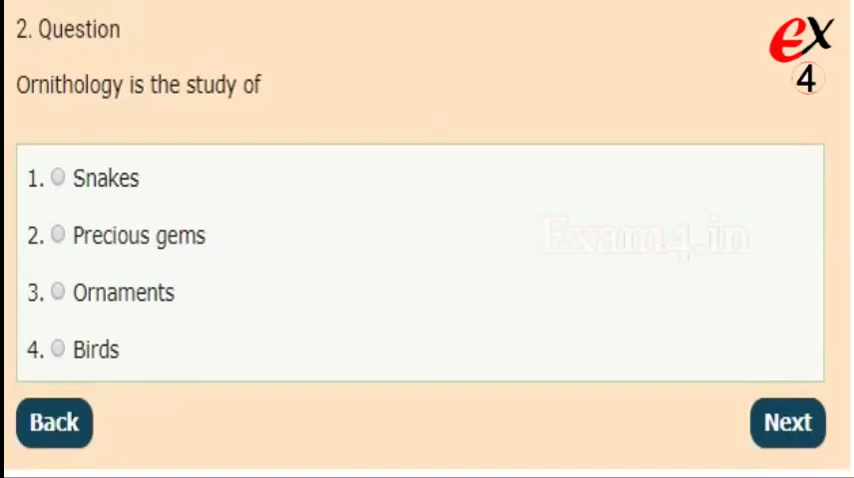 2. Question
ex
4
Ornithology is the study of
1. Snakes
2. Precious gems
Exam4.in
3. Ornaments
4. Birds
Back
Next